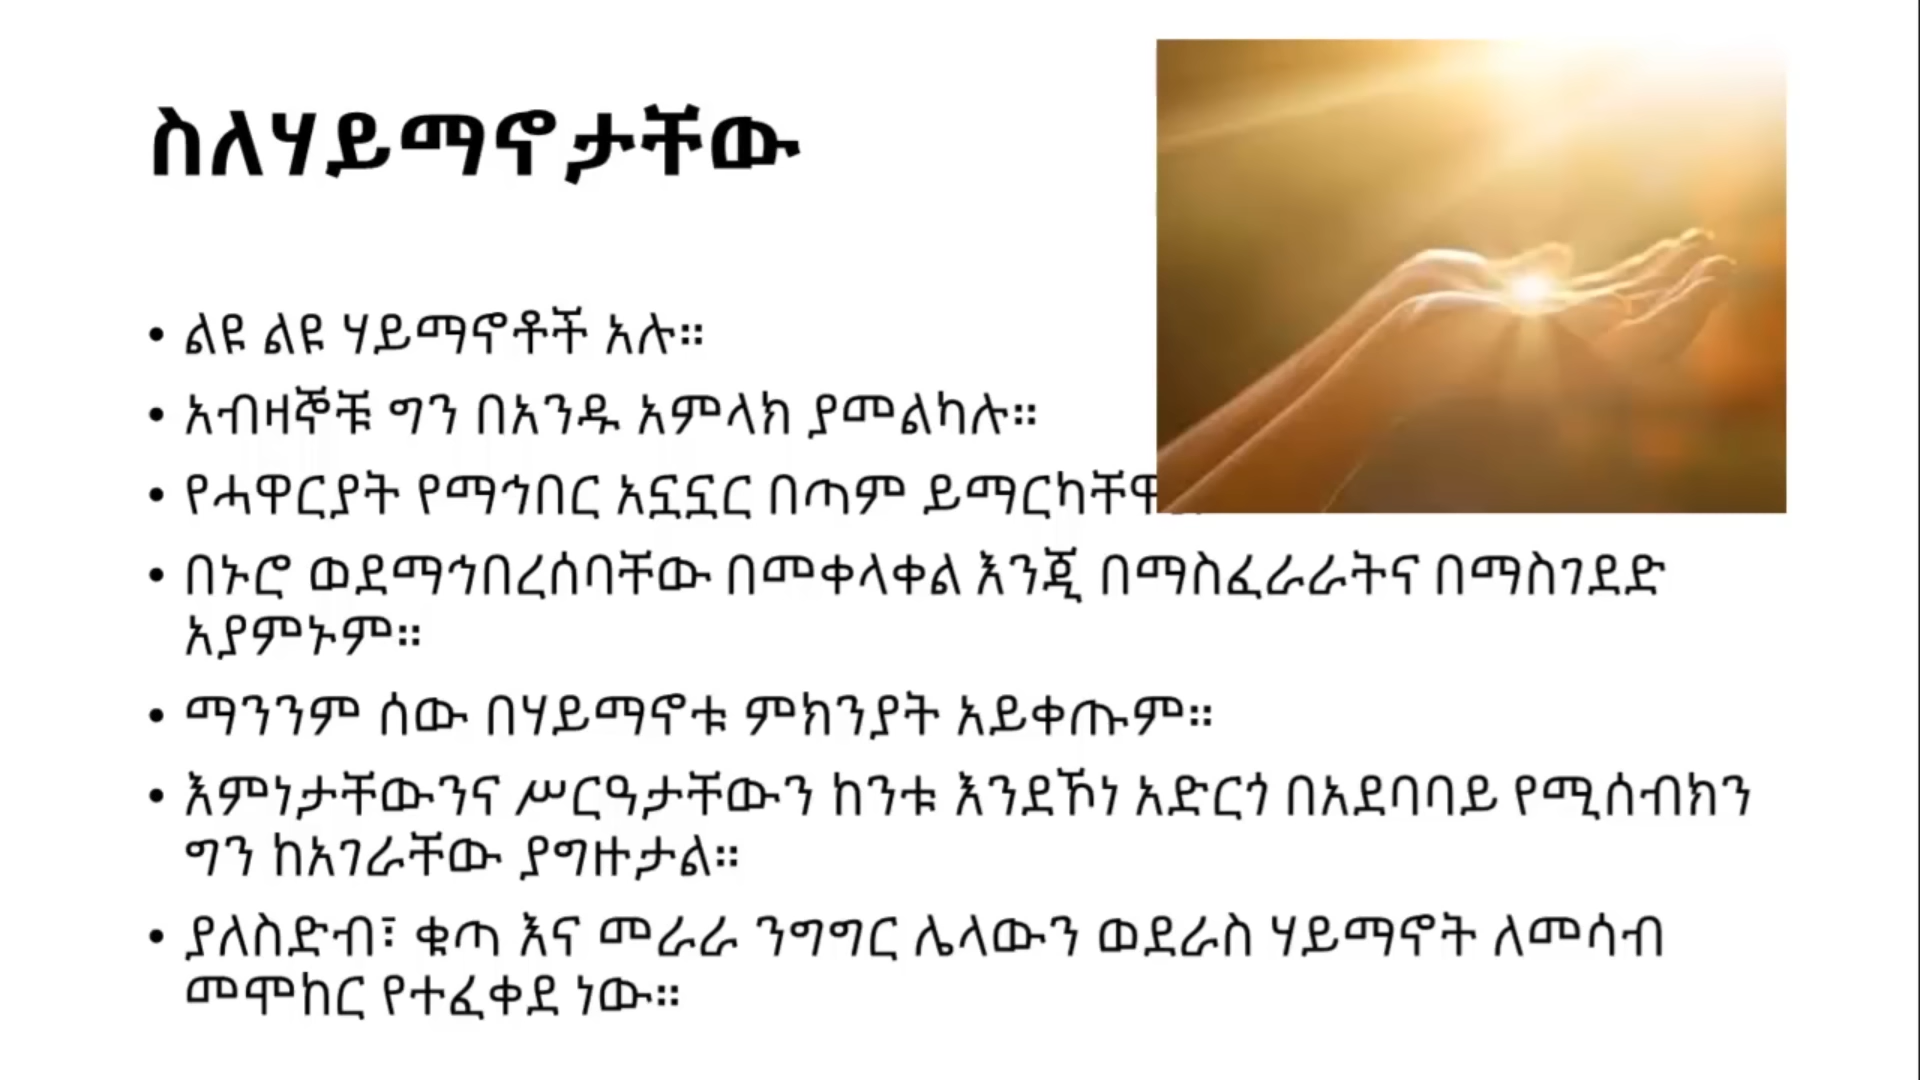 ስለሃይማኖታቸው
• ልዩ ልዩ ሃይማኖቶች አሉ።
• አብዛኞቹ ግን በአንዱ አምላክ ያመልካሉ።
• የሓዋርያት የማኅበር አኗኗር በጣም
• በኑሮ ወደማኅበረሰባቸው በመቀላቀል እንጂ በማስፈራራትና በማስገደድ
አያምኑም።
• ማንንም ሰው በሃይማኖቱ ምክንያት አይቀጡም።
• እምነታቸውንና ሥርዓታቸውን ከንቱ እንደኾነ አድርጎ በአደባባይ የሚሰብክን
ግን ከአገራቸው ያግዙታል።
• ያለስድብ፣ ቁጣ እና መራራ ንግግር ሌላውን ወደራስ ሃይማኖት ለመሳብ
መሞከር የተፈቀደ ነው።